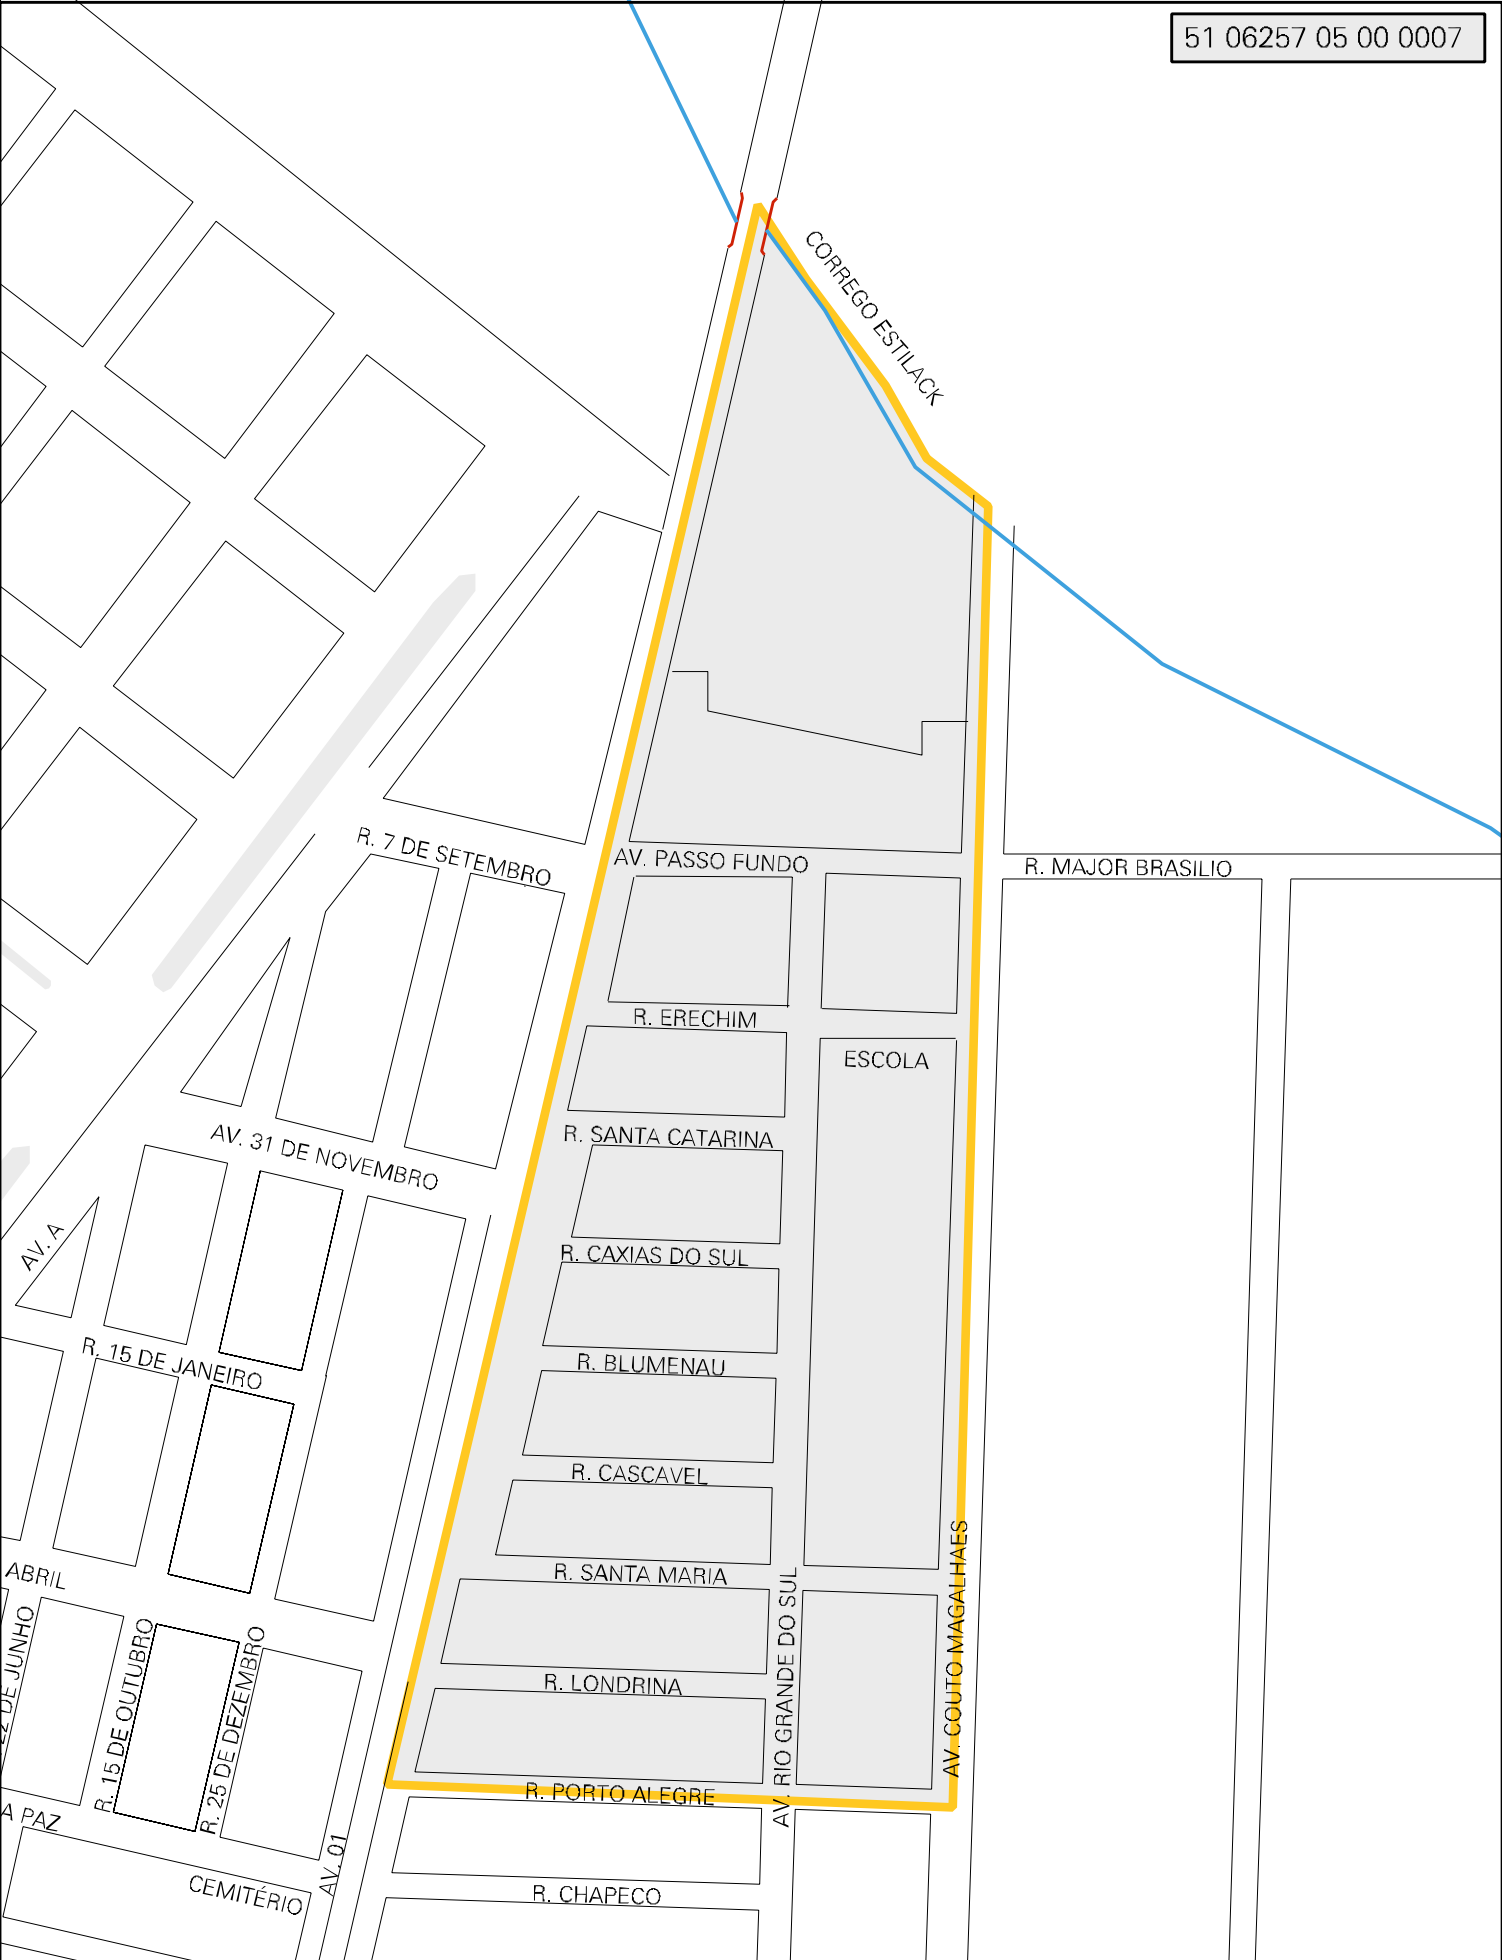 51 06257 05 00 0007
CORREGO ESTILACK
R. 7 DE SETEMBRO
AV. PASSO FUNDO
R. MAJOR BRASILIO
R. ERECHIM
ESCOLA
R. SANTA CATARINA
AV. 31 DE NOVEMBRO
AV. A
R. CAXIAS DO SUL
R. 15 DE JANEIRO
R. BLUMENAU
R. CASCAVEL
ABRIL
R. SANTA MARIA
AV. COUTO MAGALHAES
AV. RIO GRANDE DO SUL
22 DE JUNHO
R. 15 DE OUTUBRO
R. 25 DE DEZEMBRO
R. LONDRINA
R. PORTO ALEGRE
A PAZ
AV. 01
CEMITÉRIO
R. CHAPECO